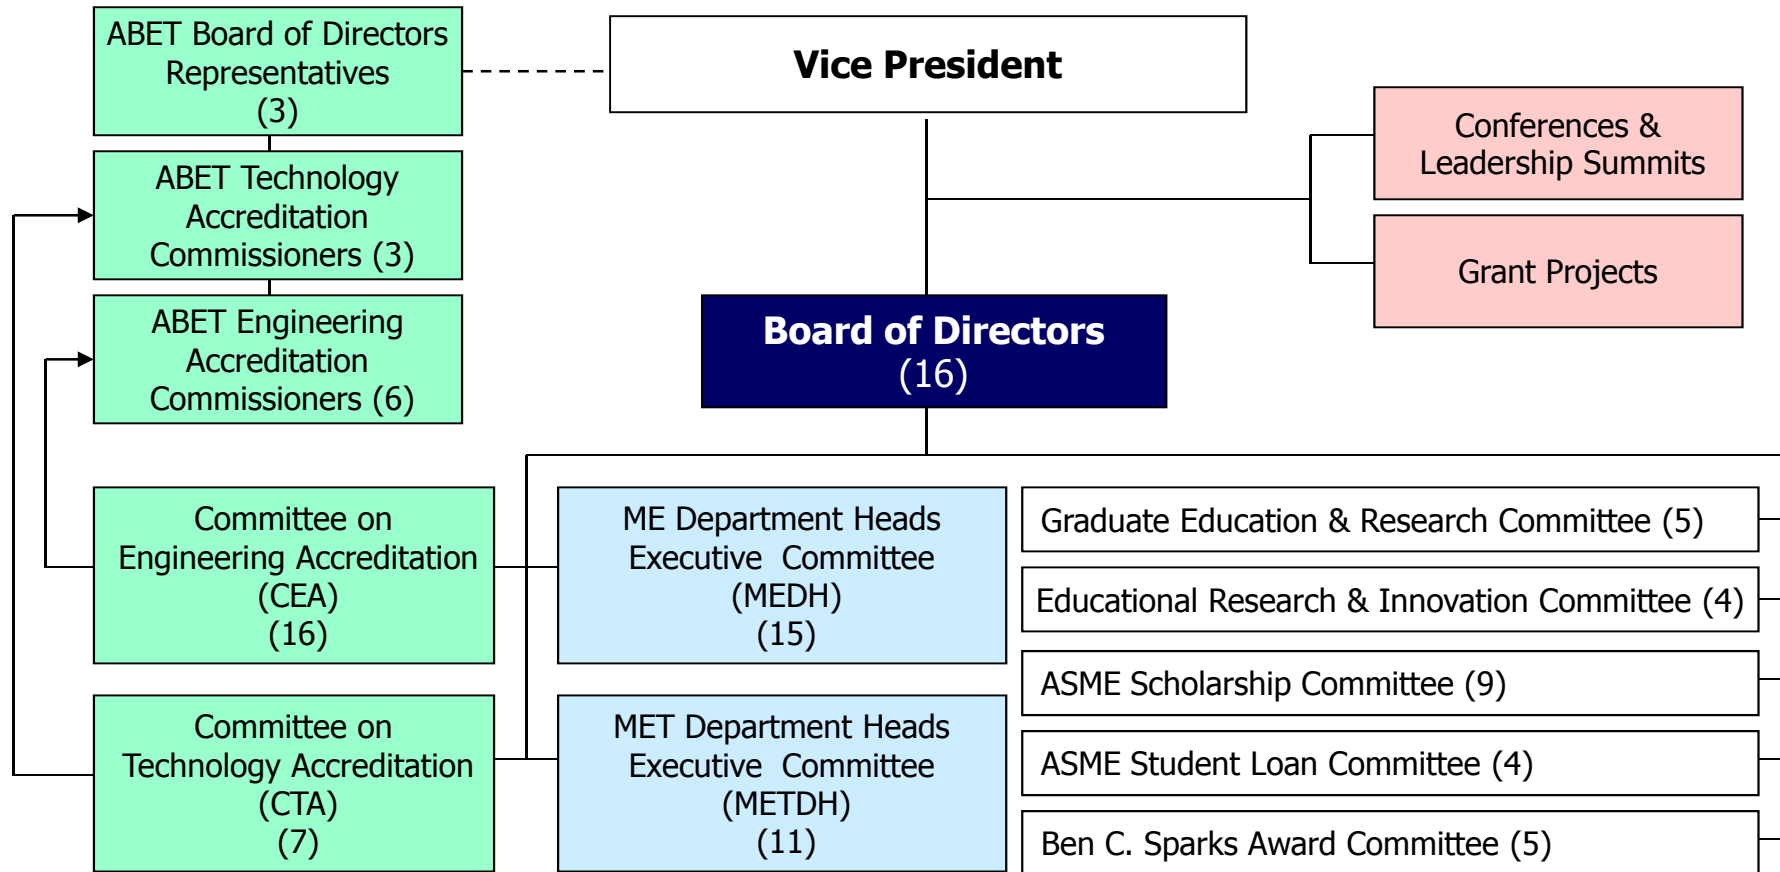 ABET Board of Directors
Representatives
(3)
Vice President
Conferences &
Leadership Summits
ABET Technology
Accreditation
Commissioners (3)
Grant Projects
ABET Engineering
Accreditation
Commissioners (6)
Board of Directors
(16)
Committee on
Engineering Accreditation
(CEA)
(16)
ME Department Heads
Executive Committee
(MEDH)
(15)
Graduate Education & Research Committee (5)
Educational Research & Innovation Committee (4)
ASME Scholarship Committee (9)
Committee on
Technology Accreditation
(CTA)
(7)
MET Department Heads
Executive Committee
(METDH)
(11)
ASME Student Loan Committee (4)
Ben C. Sparks Award Committee (5)